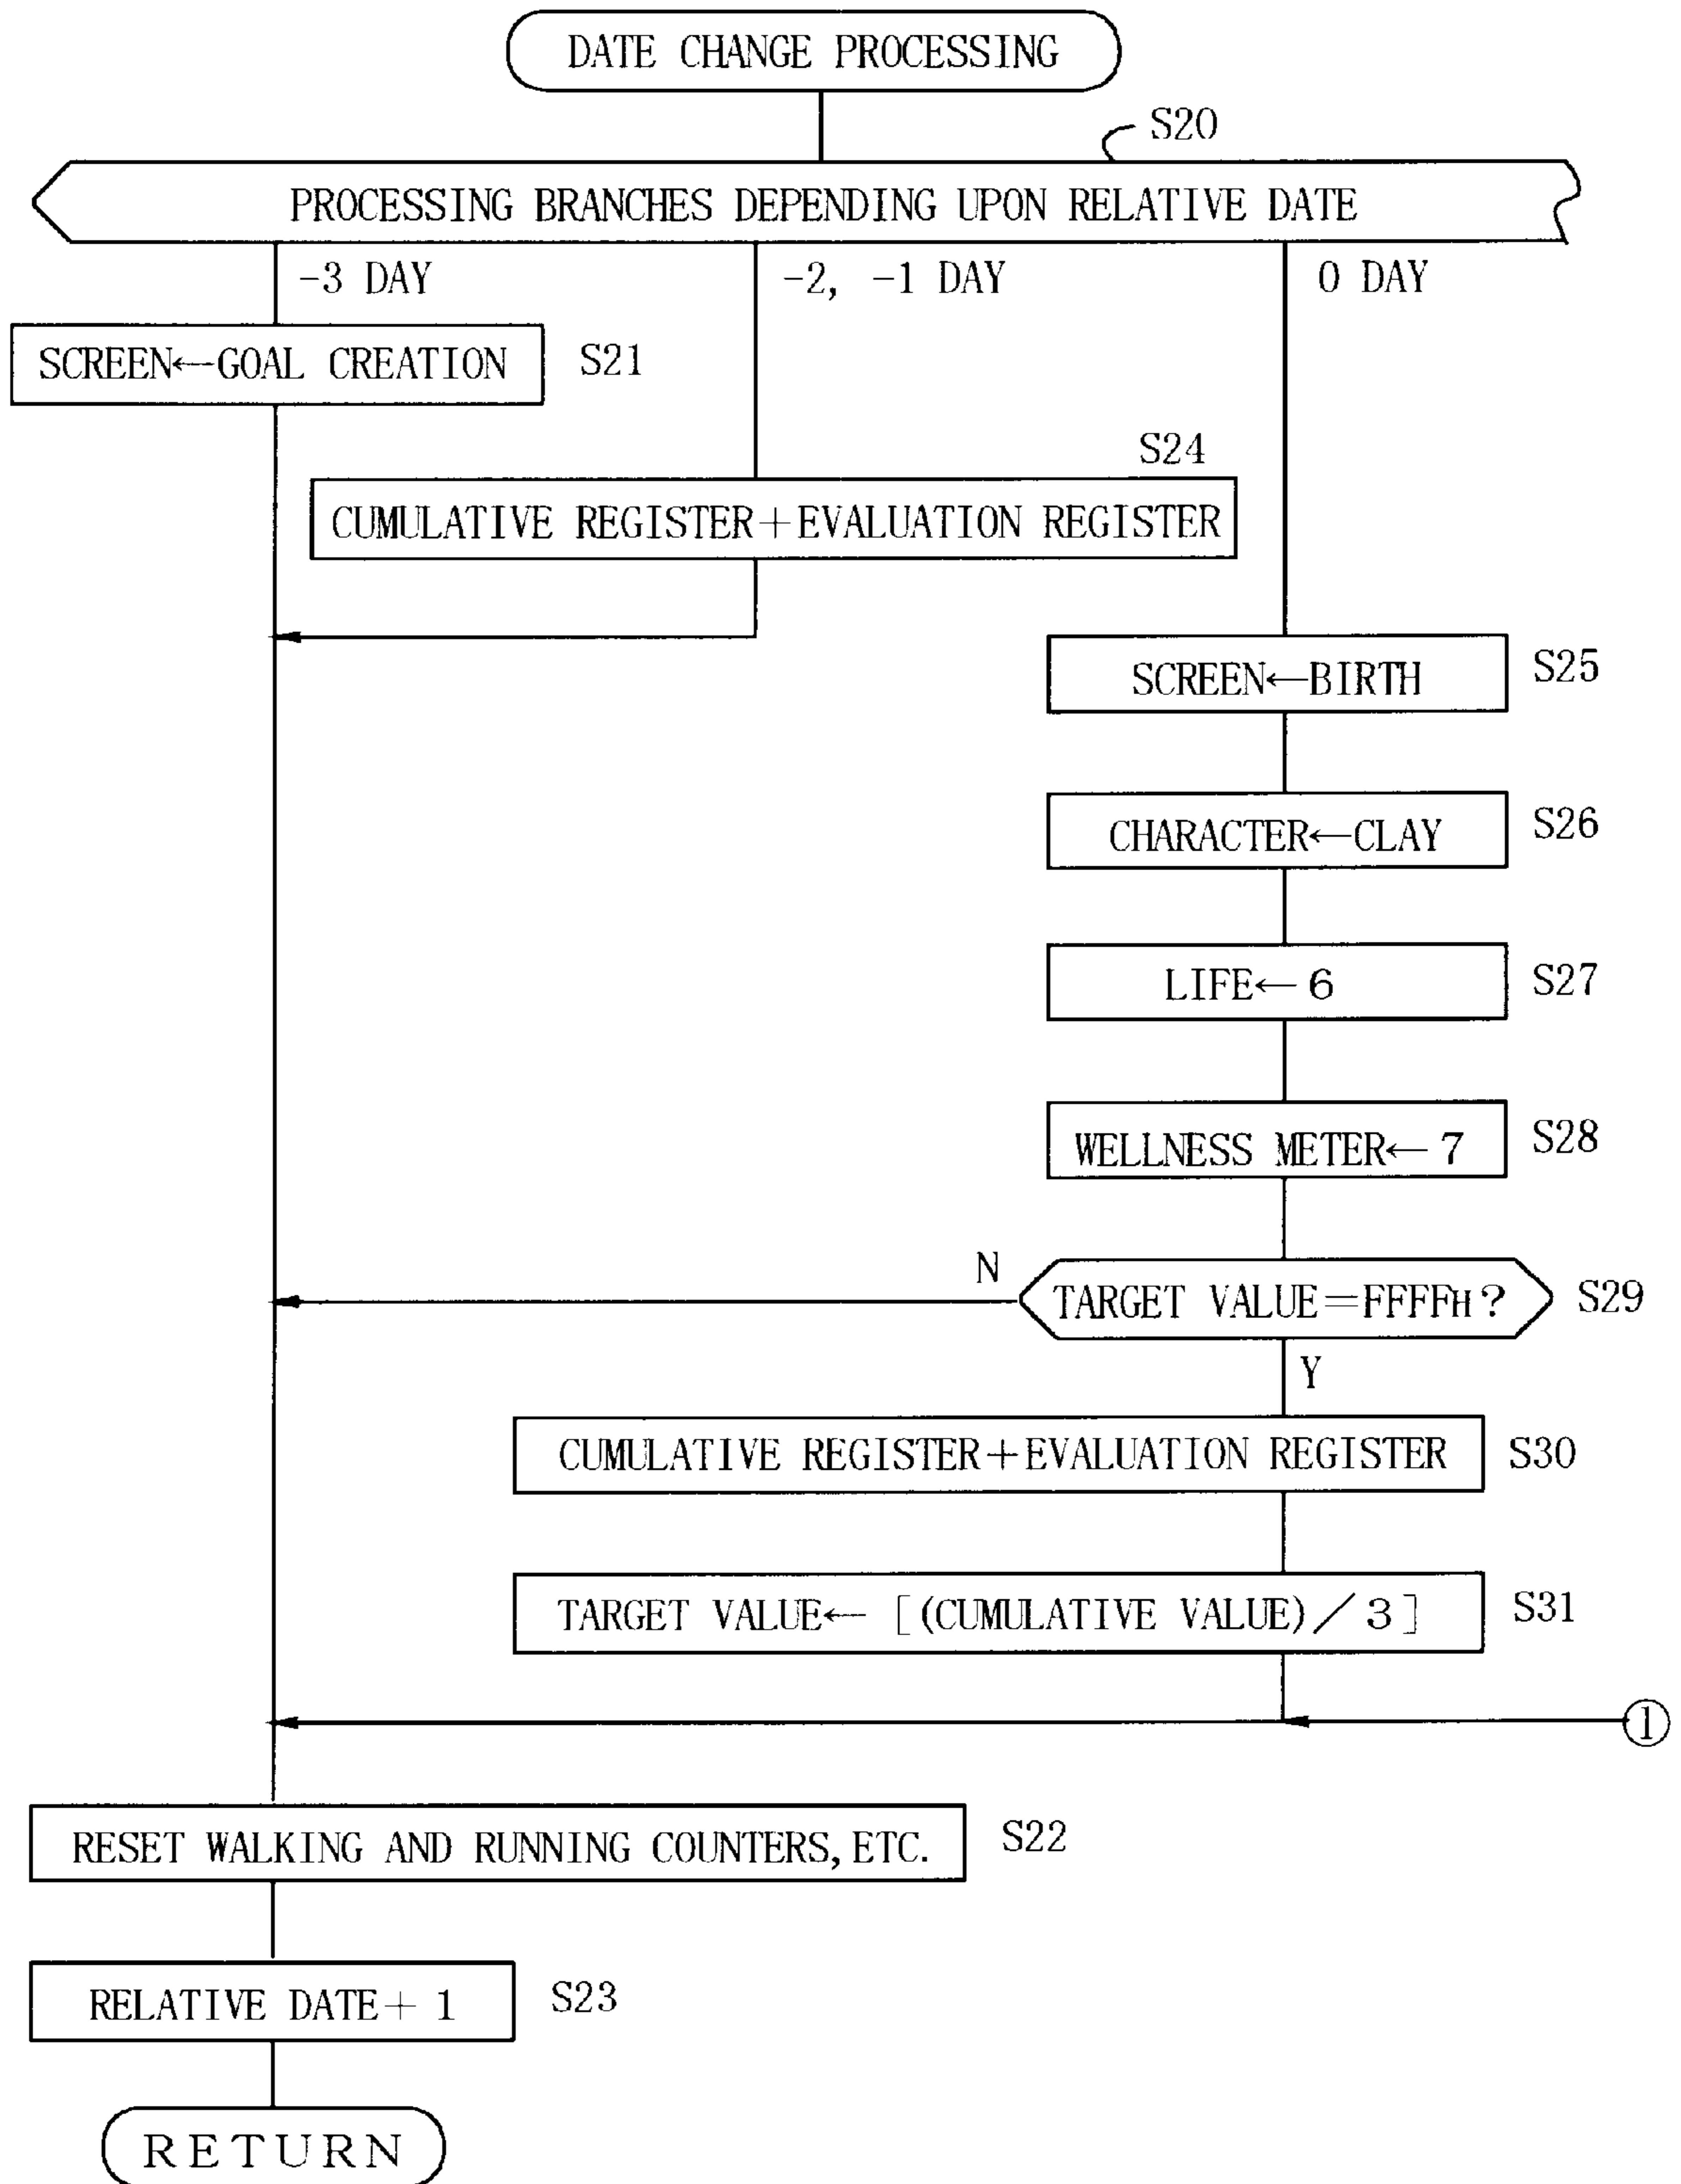 DATE CHANGE PROCESSING
S20
PROCESSING BRANCHES DEPENDING UPON RELATIVE DATE
-3 DAY
-2, -1 DAY
0 DAY
SCREEN←GOAL CREATION
S21
S24
CUMULATIVE REGISTER+EVALUATION REGISTER
SCREEN←BIRTH
S25
CHARACTER←CLAY
S26
LIFE←6
S27
WELLNESS METER←7
S28
N
TARGET VALUE=FFFFH?
S29
Y
CUMULATIVE REGISTER+EVALUATION REGISTER
S30
TARGET VALUE← [(CUMULATIVE VALUE)/3]
S31
①
RESET WALKING AND RUNNING COUNTERS, ETC.
S22
RELATIVE DATE+1
S23
RETURN